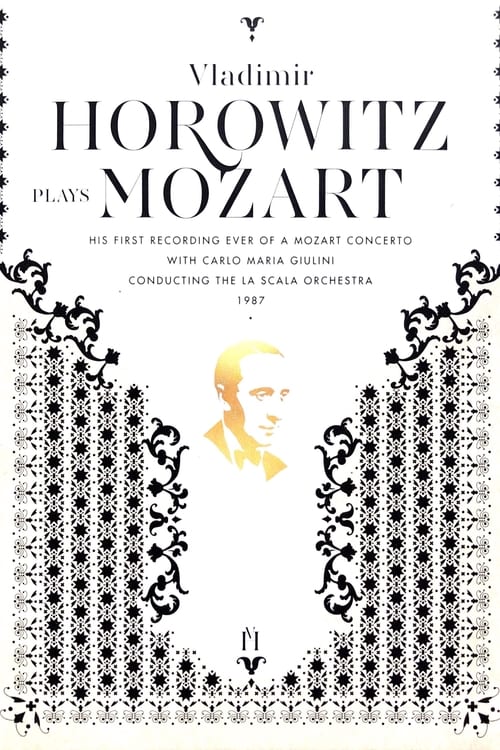 Vladimir
HOROWITZ
PLAYS MOZART
HIS FIRST RECORDING EVER OF A MOZART CONCERTO
WITH CARLO MARIA GIULINI
CONDUCTING THE LA SCALA ORCHESTRA
1987
VM